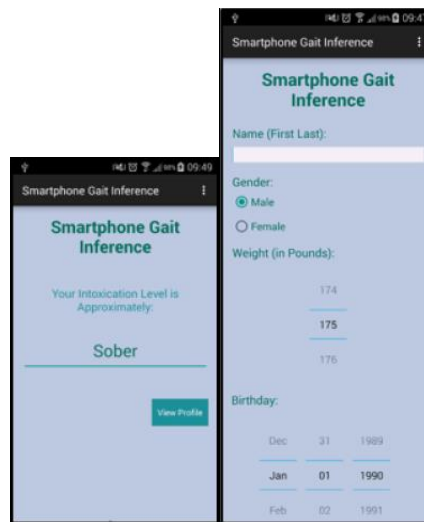 09:49
Smartphone Gait Inference
Smartphone Gait
Inference
Your Intoxication Level is
Approximately:
Sober
View Profile
09:47
Smartphone Gait Inference
Smartphone Gait
Inference
Name (First Last):
Gender:
Male
Female
Weight (in Pounds):
174
175
176
Birthday:
Dec 31 1989
Jan 01 1990
Feb 02 1991